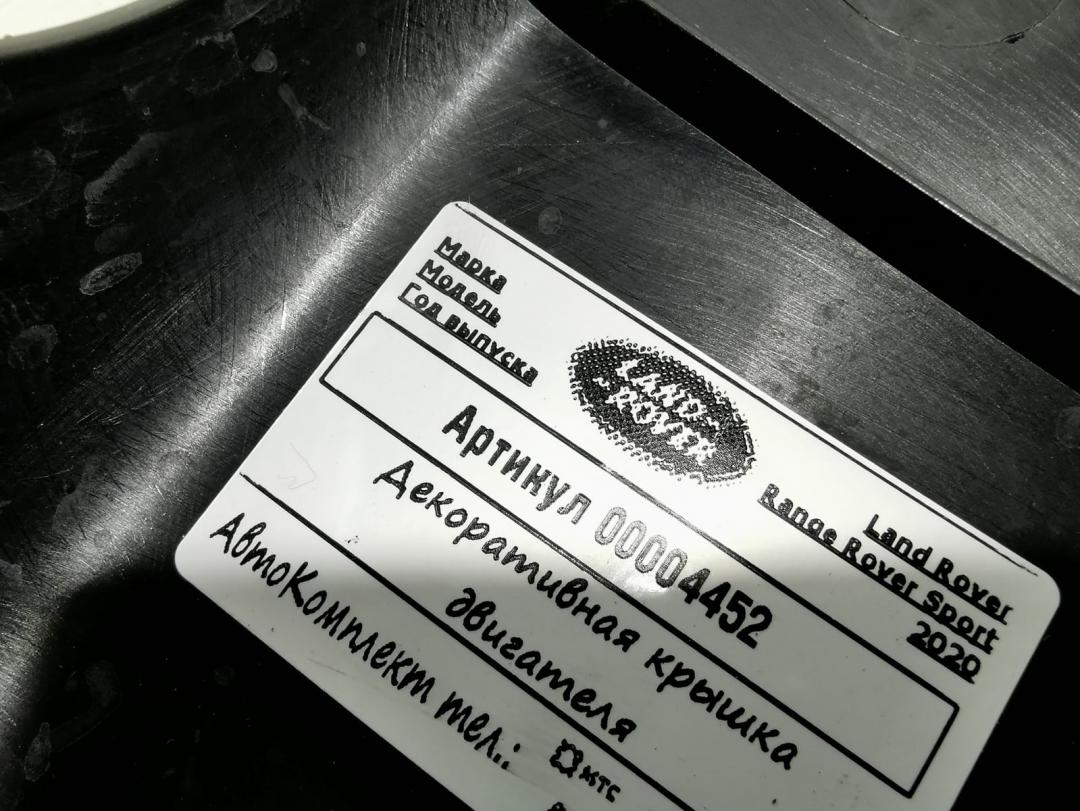 Марка
Land Rover
Модель
Range Rover Sport
Год выпуска
2020
LAND
ROVER
Артикул 00004452
Декоративная крышка
двигателя
АвтоКомплект тел.:
МТС